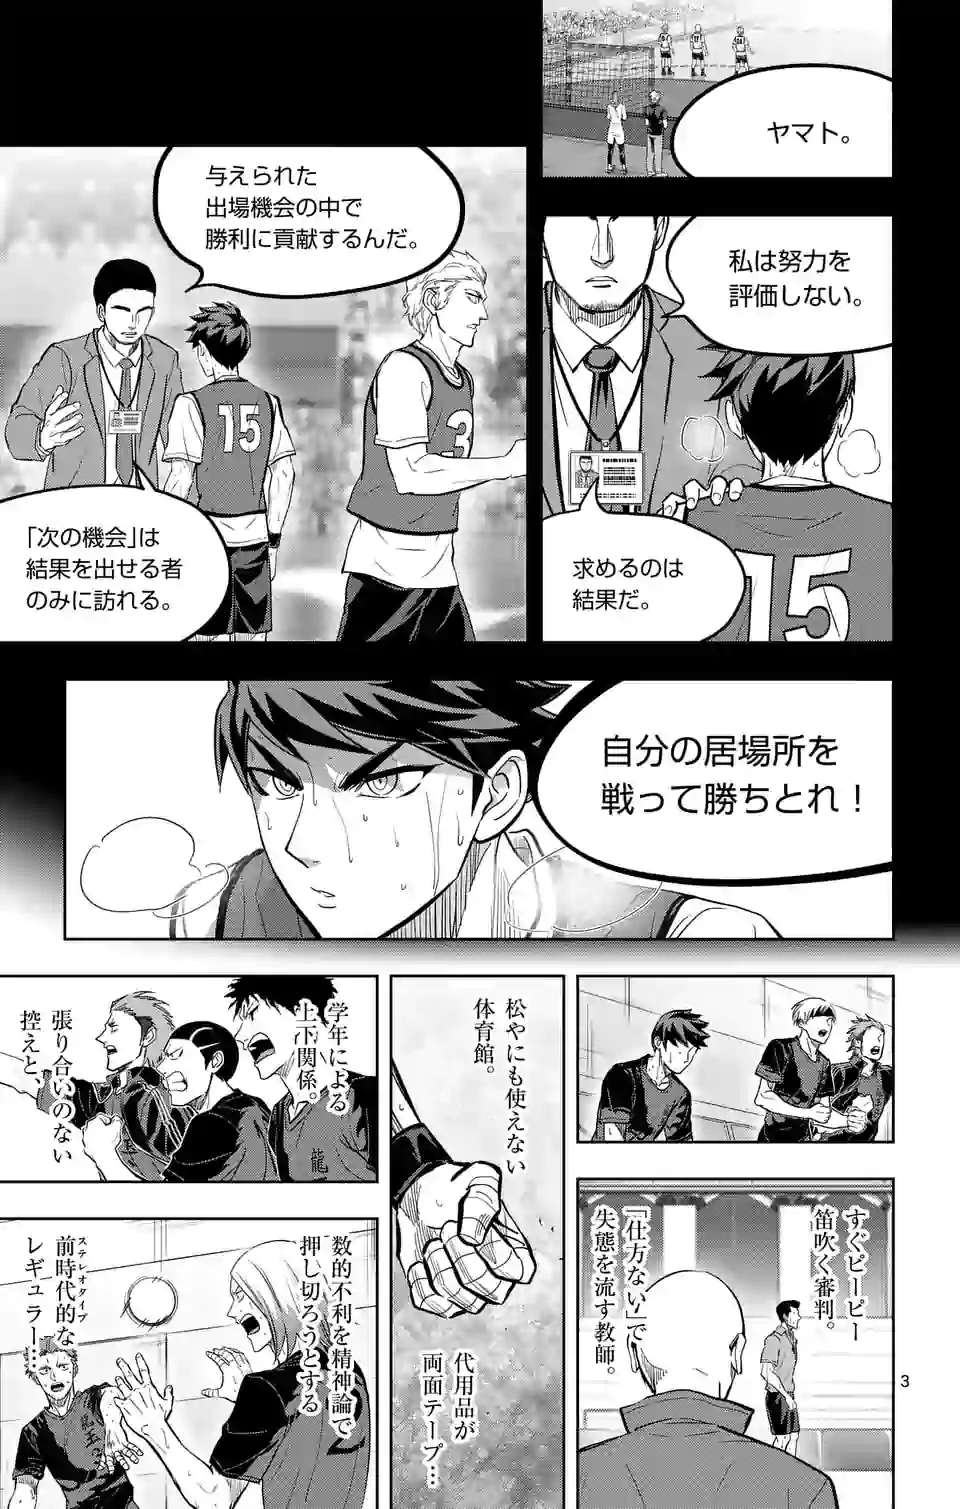 ヤマト。
私は努力を
評価しない。
求めるのは
結果だ。
与えられた
出場機会の中で
勝利に貢献するんだ。
15
3
15
「次の機会」は
結果を出せる者
のみに訪れる。
自分の居場所を
戦って勝ちとれ！
すぐピーピー
笛吹く審判。
「仕方ない」で
失態を流す教師。
松やにも使えない
体育館。
代用品が
両面テープ…
学年による
上下関係。
張り合いのない
控えと、
龍
数的不利を精神論で
押し切ろうとする
ステレオタイプ
前時代的な
レギュラー…
3